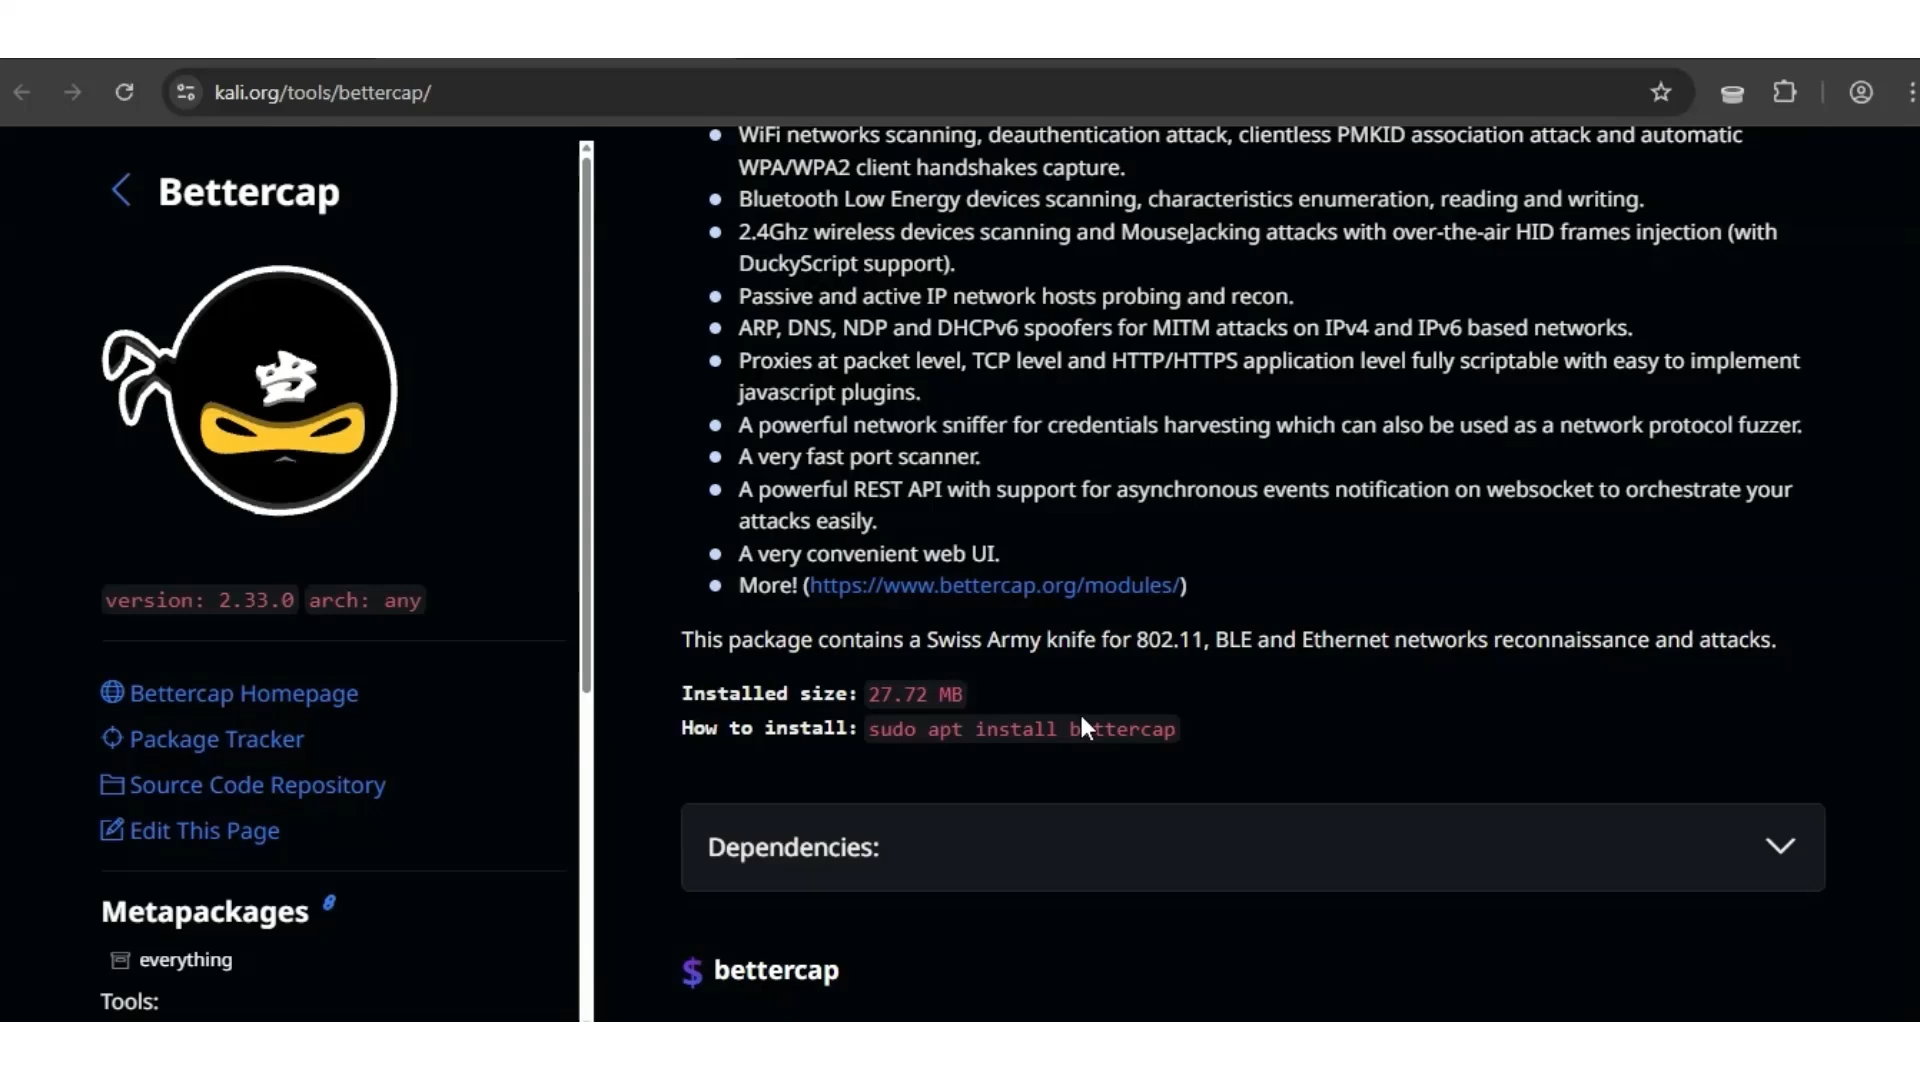 kali.org/tools/bettercap/
Bettercap
version: 2.33.0 arch: any
Bettercap Homepage
Package Tracker
Source Code Repository
Edit This Page
Metapackages
everything
Tools:
WiFi networks scanning, deauthentication attack, clientless PMKID association attack and automatic
WPA/WPA2 client handshakes capture.
Bluetooth Low Energy devices scanning, characteristics enumeration, reading and writing.
2.4Ghz wireless devices scanning and MouseJacking attacks with over-the-air HID frames injection (with
DuckyScript support).
Passive and active IP network hosts probing and recon.
ARP, DNS, NDP and DHCPv6 spoofers for MITM attacks on IPv4 and IPv6 based networks.
Proxies at packet level, TCP level and HTTP/HTTPS application level fully scriptable with easy to implement
javascript plugins.
A powerful network sniffer for credentials harvesting which can also be used as a network protocol fuzzer.
A very fast port scanner.
A powerful REST API with support for asynchronous events notification on websocket to orchestrate your
attacks easily.
A very convenient web UI.
More! (https://www.bettercap.org/modules/)
This package contains a Swiss Army knife for 802.11, BLE and Ethernet networks reconnaissance and attacks.
Installed size: 27.72 MB
How to install: sudo apt install bettercap
Dependencies:
$ bettercap